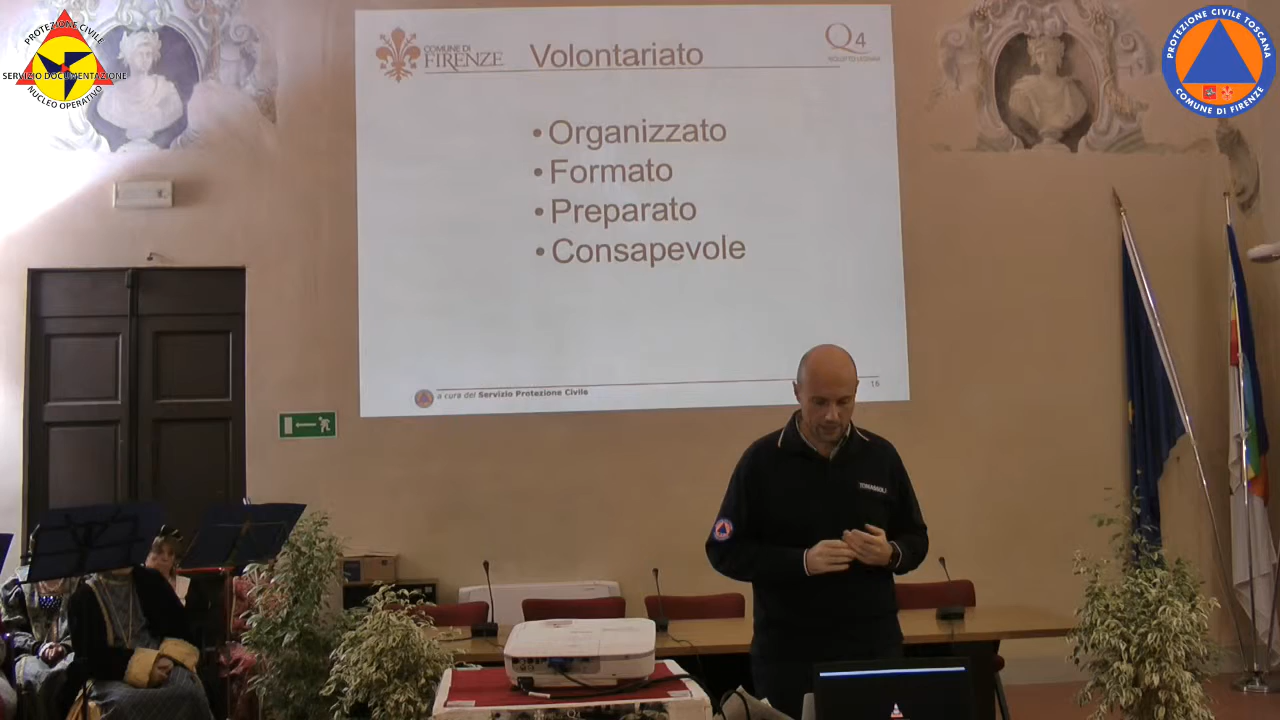 PROTEZIONE CIVILE
SERVIZIO DOCUMENTAZIONE
NUCLEO OPERATIVO
COMUNE DI
FIRENZE
Volontariato
Q4
PROTEZIONE CIVILE TOSCANA
COMUNE DI FIRENZE
• Organizzato
• Formato
• Preparato
• Consapevole
a cura del Servizio Protezione Civile
16